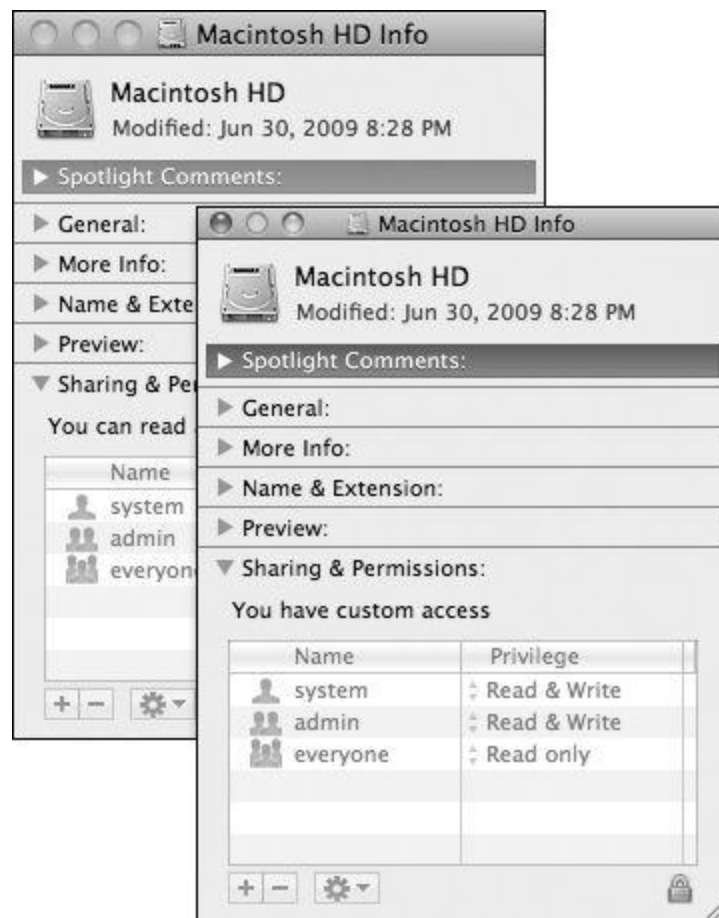 Macintosh HD Info
Macintosh HD
Modified: Jun 30, 2009 8:28 PM
Spotlight Comments:
General:
More Info:
Name & Exte
Preview:
Sharing & Pe
You can read
Name
system
admin
everyon
Macintosh HD Info
Macintosh HD
Modified: Jun 30, 2009 8:28 PM
Spotlight Comments:
General:
More Info:
Name & Extension:
Preview:
Sharing & Permissions:
You have custom access
Name Privilege
system Read & Write
admin Read & Write
everyone Read only